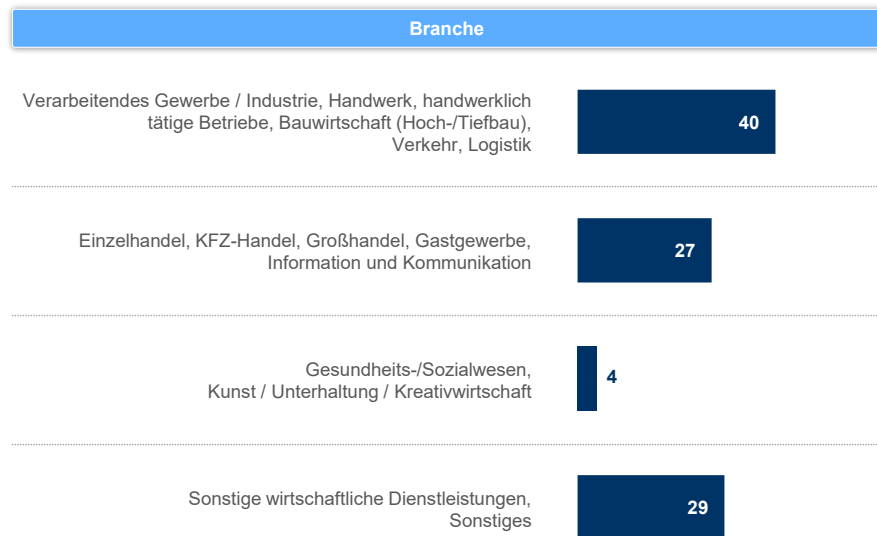 Branche
Verarbeitendes Gewerbe / Industrie, Handwerk, handwerklich
tätige Betriebe, Bauwirtschaft (Hoch-/Tiefbau),
Verkehr, Logistik
40
Einzelhandel, KFZ-Handel, Großhandel, Gastgewerbe,
Information und Kommunikation
27
Gesundheits-/Sozialwesen,
Kunst / Unterhaltung / Kreativwirtschaft
4
Sonstige wirtschaftliche Dienstleistungen,
Sonstiges
29